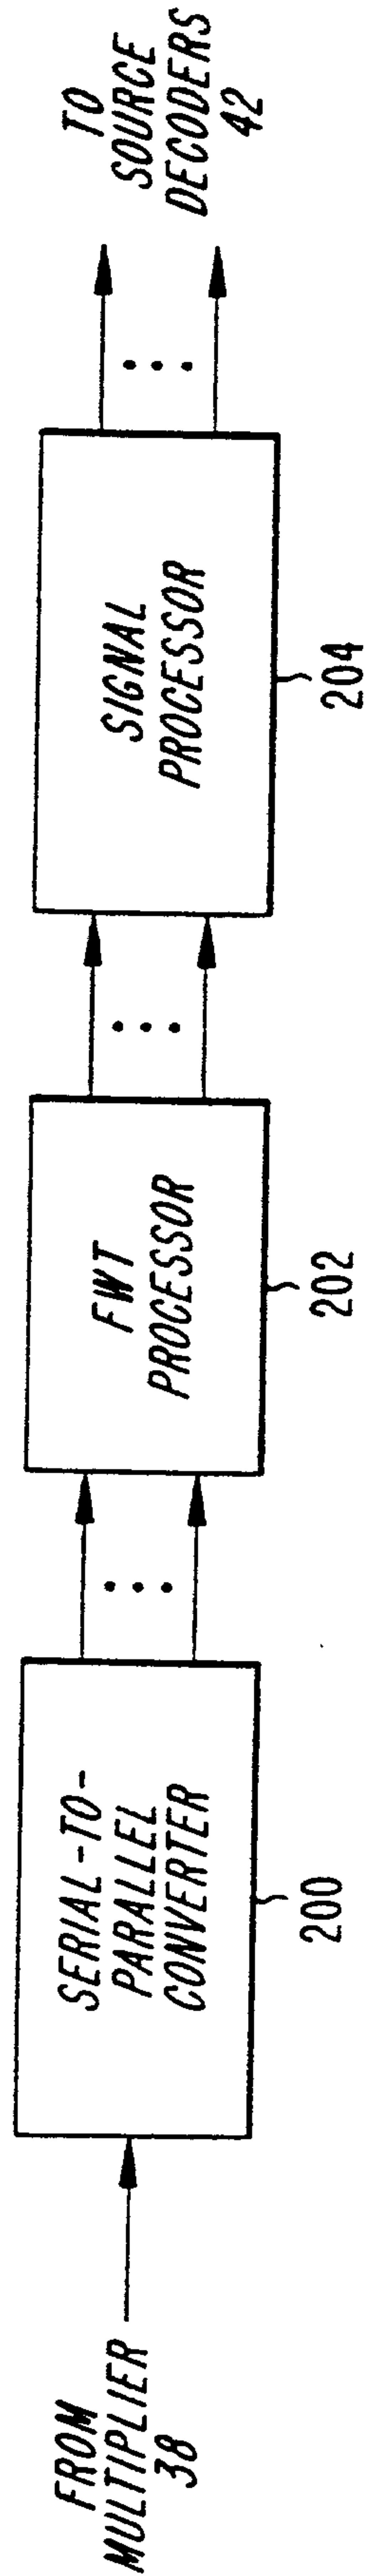 FROM
MULTIPLIER
38
SERIAL-TO-
PARALLEL
CONVERTER
200
FWT
PROCESSOR
202
SIGNAL
PROCESSOR
204
TO
SOURCE
DECODERS
42